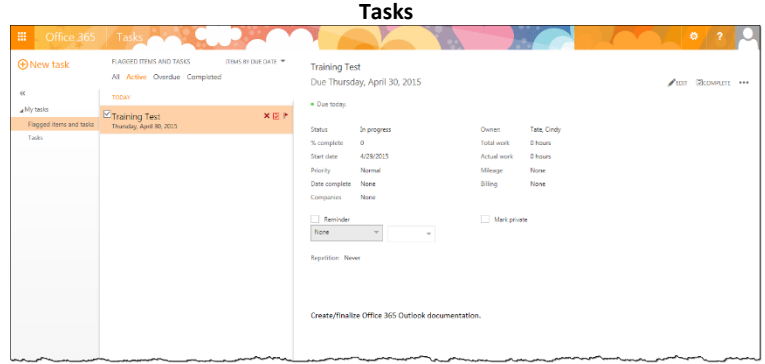 Tasks
Office 365 Tasks ?
New task
FLAGGED ITEMS AND TASKS ITEMS BY DUE DATE
All Active Overdue Completed
«
My tasks
Flagged items and tasks
Tasks
TODAY
Training Test
Thursday, April 30, 2015
Training Test
Due Thursday, April 30, 2015
EDIT COMPLETE •••
Due today.
Status In progress Owner: Tate, Cindy
% complete 0 Total work 0 hours
Start date 4/29/2015 Actual work 0 hours
Priority Normal Mileage None
Date complete None Billing None
Companies None
Reminder Mark private
None
Repetition Never
Create/finalize Office 365 Outlook documentation.